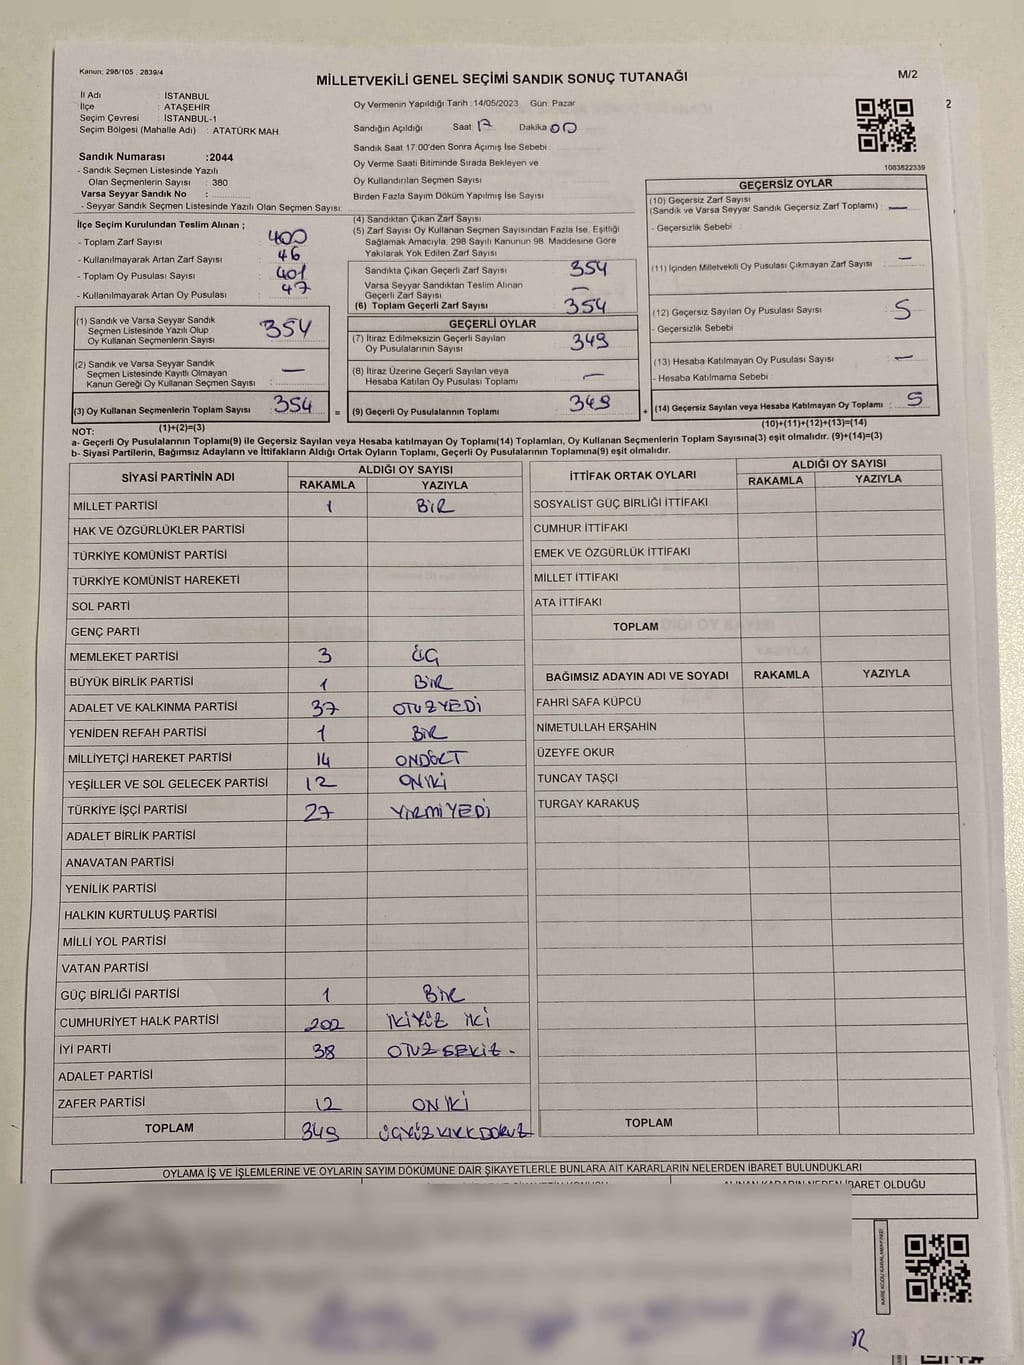 Kanun; 298/105 , 2839/4
MİLLETVEKİLİ GENEL SEÇİMİ SANDIK SONUÇ TUTANAĞI
M/2
2
İl Adı : İSTANBUL
İlçe : ATAŞEHİR
Seçim Çevresi : İSTANBUL-1
Seçim Bölgesi (Mahalle Adı) : ATATÜRK MAH.
Sandık Numarası :2044
- Sandık Seçmen Listesinde Yazılı
Olan Seçmenlerin Sayısı : 380
Varsa Seyyar Sandık No :
- Seyyar Sandık Seçmen Listesinde Yazılı Olan Seçmen Sayısı:
Oy Vermenin Yapıldığı Tarih :14/05/2023 Gün: Pazar
Sandığın Açıldığı Saat: 17 Dakika: 00
Sandık Saat 17:00'den Sonra Açımış İse Sebebi :
Oy Verme Saati Bitiminde Sırada Bekleyen ve
Oy Kullandırılan Seçmen Sayısı
Birden Fazla Sayım Döküm Yapılmış İse Sayısı
1083822339
İlçe Seçim Kurulundan Teslim Alınan ;
- Toplam Zarf Sayısı : 400
- Kullanılmayarak Artan Zarf Sayısı : 46
- Toplam Oy Pusulası Sayısı : 401
- Kullanılmayarak Artan Oy Pusulası : 47
(1) Sandık ve Varsa Seyyar Sandık
Seçmen Listesinde Yazılı Olup
Oy Kullanan Seçmenlerin Sayısı : 354
(2) Sandık ve Varsa Seyyar Sandık
Seçmen Listesinde Kayıtlı Olmayan
Kanun Gereği Oy Kullanan Seçmen Sayısı : —
(3) Oy Kullanan Seçmenlerin Toplam Sayısı : 354
(1)+(2)=(3)
(4) Sandıktan Çıkan Zarf Sayısı
(5) Zarf Sayısı Oy Kullanan Seçmen Sayısından Fazla İse, Eşitliği
Sağlamak Amacıyla, 298 Sayılı Kanunun 98. Maddesine Göre
Yakılarak Yok Edilen Zarf Sayısı
Sandıkta Çıkan Geçerli Zarf Sayısı 354
Varsa Seyyar Sandıktan Teslim Alınan
Geçerli Zarf Sayısı —
(6) Toplam Geçerli Zarf Sayısı 354
GEÇERLİ OYLAR
(7) İtiraz Edilmeksizin Geçerli Sayılan
Oy Pusulalarının Sayısı 349
(8) İtiraz Üzerine Geçerli Sayılan veya
Hesaba Katılan Oy Pusulası Toplamı —
= (9) Geçerli Oy Pusulalarının Toplamı 349
GEÇERSİZ OYLAR
(10) Geçersiz Zarf Sayısı
(Sandık ve Varsa Seyyar Sandık Geçersiz Zarf Toplamı) : —
- Geçersizlik Sebebi :
(11) İçinden Milletvekili Oy Pusulası Çıkmayan Zarf Sayısı : —
(12) Geçersiz Sayılan Oy Pusulası Sayısı : 5
- Geçersizlik Sebebi
(13) Hesaba Katılmayan Oy Pusulası Sayısı : —
- Hesaba Katılmama Sebebi
+ (14) Geçersiz Sayılan veya Hesaba Katılmayan Oy Toplamı : 5
(10)+(11)+(12)+(13)=(14)
NOT:
a- Geçerli Oy Pusulalarının Toplamı(9) ile Geçersiz Sayılan veya Hesaba katılmayan Oy Toplamı(14) Toplamları, Oy Kullanan Seçmenlerin Toplam Sayısına(3) eşit olmalıdır. (9)+(14)=(3)
b- Siyasi Partilerin, Bağımsız Adayların ve İttifakların Aldığı Ortak Oyların Toplamı, Geçerli Oy Pusulalarının Toplamına(9) eşit olmalıdır.
SİYASİ PARTİNİN ADI ALDIĞI OY SAYISI
RAKAMLA YAZIYLA
MİLLET PARTİSİ 1 BİR
HAK VE ÖZGÜRLÜKLER PARTİSİ
TÜRKİYE KOMÜNİST PARTİSİ
TÜRKİYE KOMÜNİST HAREKETİ
SOL PARTİ
GENÇ PARTİ
MEMLEKET PARTİSİ 3 ÜÇ
BÜYÜK BİRLİK PARTİSİ 1 BİR
ADALET VE KALKINMA PARTİSİ 37 OTUZYEDİ
YENİDEN REFAH PARTİSİ 1 BİR
MİLLİYETÇİ HAREKET PARTİSİ 14 ONDÖRT
YEŞİLLER VE SOL GELECEK PARTİSİ 12 ONİKİ
TÜRKİYE İŞÇİ PARTİSİ 27 YİRMİYEDİ
ADALET BİRLİK PARTİSİ
ANAVATAN PARTİSİ
YENİLİK PARTİSİ
HALKIN KURTULUŞ PARTİSİ
MİLLİ YOL PARTİSİ
VATAN PARTİSİ
GÜÇ BİRLİĞİ PARTİSİ 1 BİR
CUMHURİYET HALK PARTİSİ 202 İKİYÜZ İKİ
İYİ PARTİ 38 OTUZ SEKİZ -
ADALET PARTİSİ
ZAFER PARTİSİ 12 ON İKİ
TOPLAM 349 ÜÇYÜZ KIRKDOKUZ
İTTİFAK ORTAK OYLARI ALDIĞI OY SAYISI
RAKAMLA YAZIYLA
SOSYALİST GÜÇ BİRLİĞİ İTTİFAKI
CUMHUR İTTİFAKI
EMEK VE ÖZGÜRLÜK İTTİFAKI
MİLLET İTTİFAKI
ATA İTTİFAKI
TOPLAM
BAĞIMSIZ ADAYIN ADI VE SOYADI RAKAMLA YAZIYLA
FAHRİ SAFA KÜPCÜ
NİMETULLAH ERŞAHİN
ÜZEYFE OKUR
TUNCAY TAŞÇI
TURGAY KARAKUŞ
TOPLAM
OYLAMA İŞ VE İŞLEMLERİNE VE OYLARIN SAYIM DÖKÜMÜNE DAİR ŞİKAYETLERLE BUNLARA AİT KARARLARIN NELERDEN İBARET BULUNDUKLARI
İBARET OLDUĞU